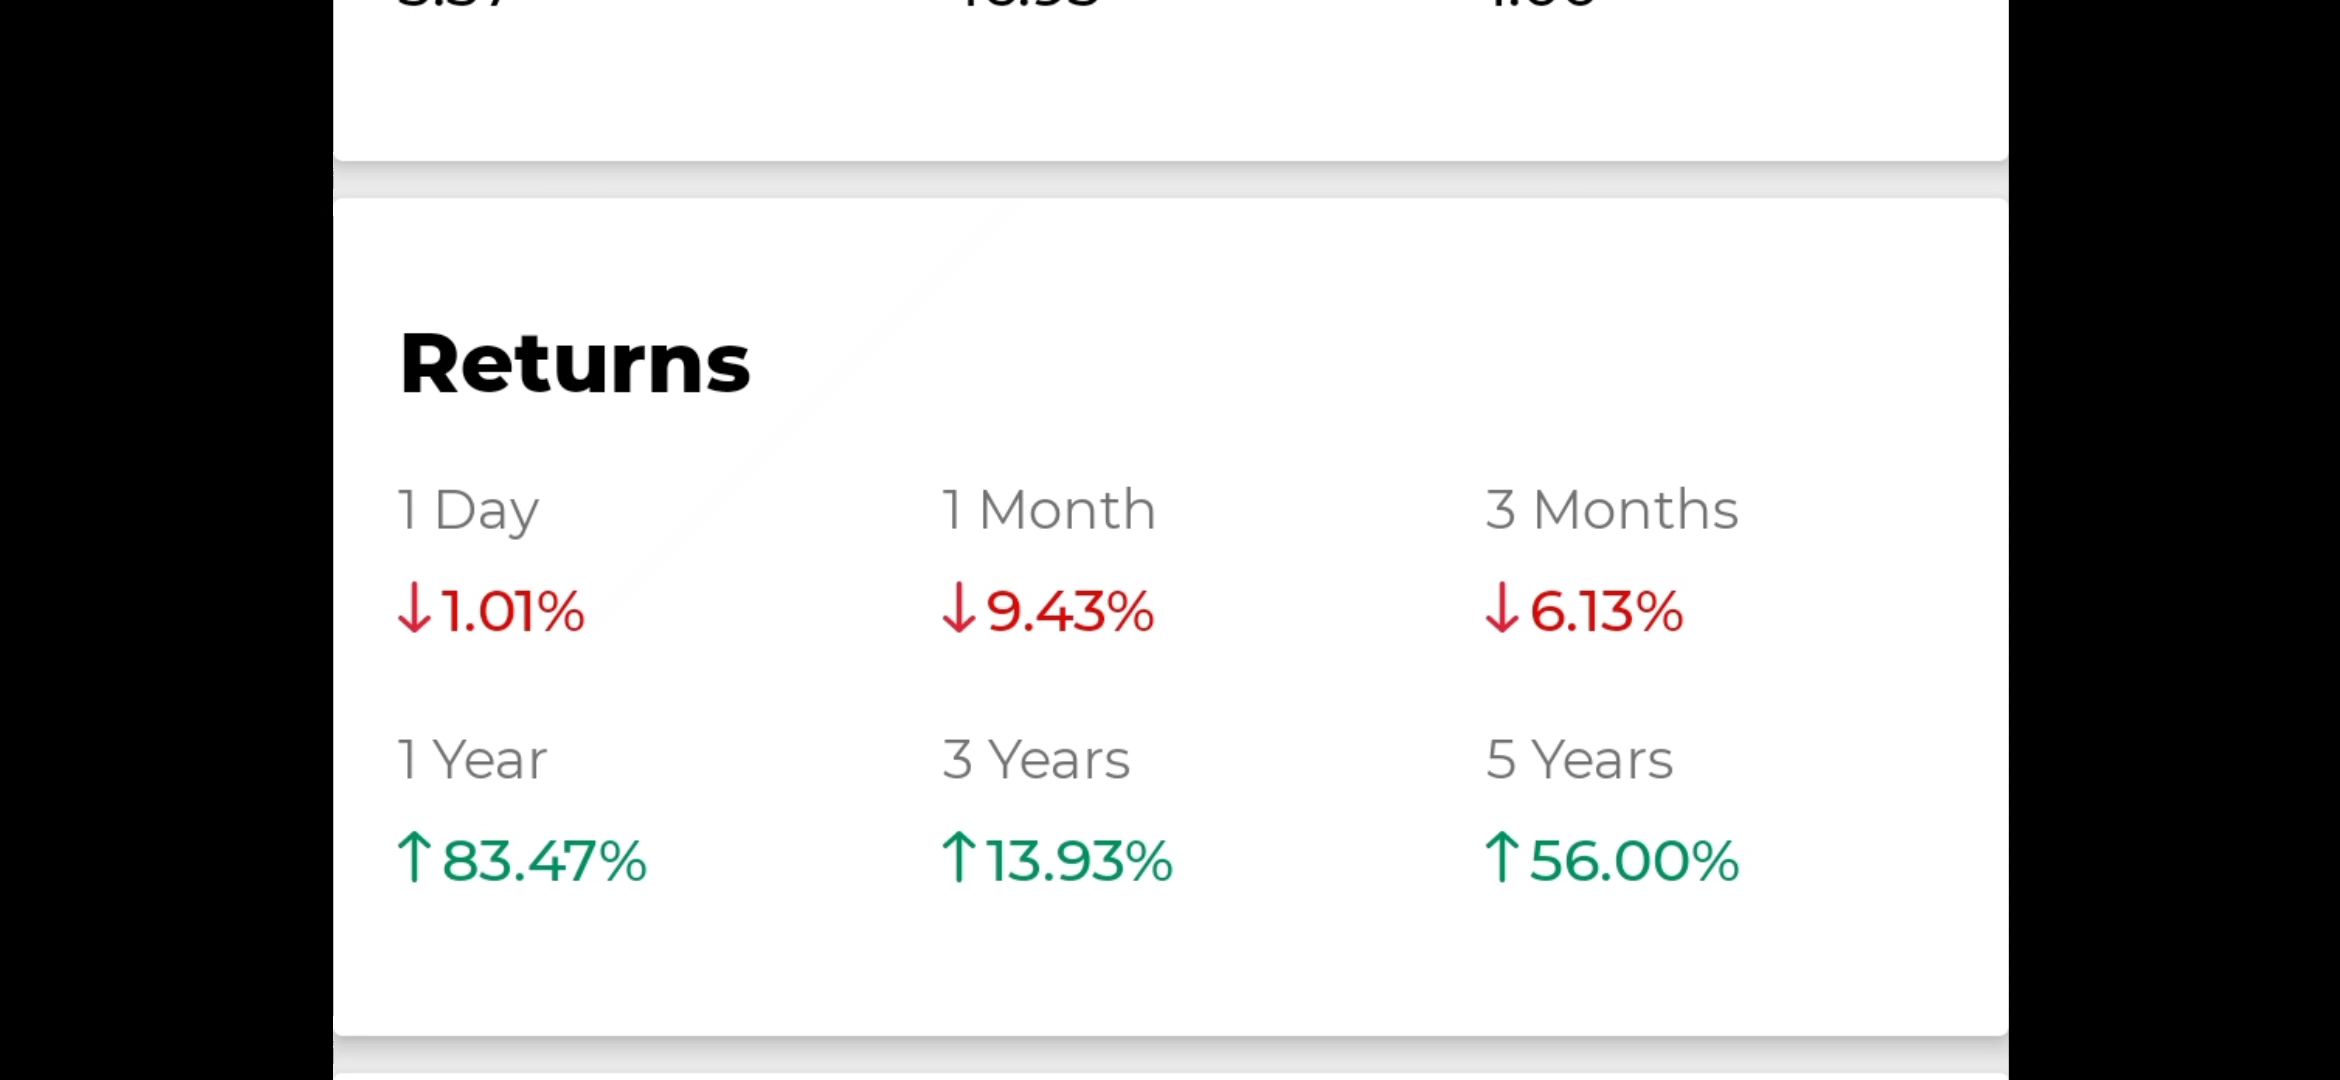 Returns
1 Day 1 Month 3 Months
↓1.01% ↓9.43% ↓6.13%
1 Year 3 Years 5 Years
↑83.47% ↑13.93% ↑56.00%